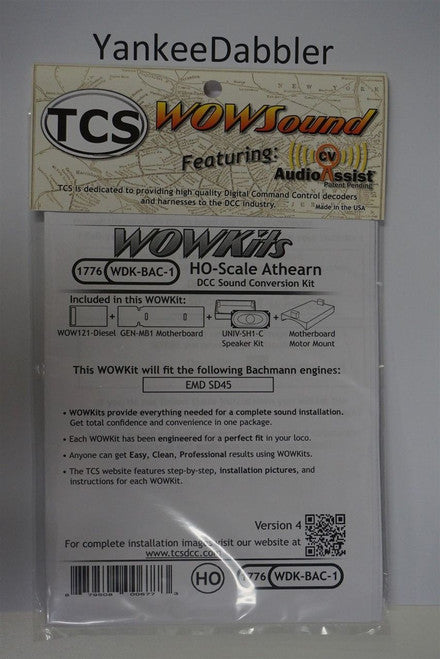 YankeeDabbler
TCS
WOWSound
Featuring:
CV
AudioAssist
Patent Pending
TCS is dedicated to providing high quality Digital Command Control decoders
and harnesses to the DCC industry.
Made in the USA
WOWKits
1776 WDK-BAC-1
HO-Scale Athearn
DCC Sound Conversion Kit
Included in this WOWKit:
+ + +
WOW121-Diesel GEN-MB1 Motherboard UNIV-SH1-C Motherboard
Speaker Kit Motor Mount
This WOWKit will fit the following Bachmann engines:
EMD SD45
• WOWKits provide everything needed for a complete sound installation.
Get total confidence and convenience in one package.
• Each WOWKit has been engineered for a perfect fit in your loco.
• Anyone can get Easy, Clean, Professional results using WOWKits.
• The TCS website features step-by-step, installation pictures, and
instructions for each WOWKit.
Version 4
For complete installation images visit our website at
www.tcsdcc.com
HO
1776 WDK-BAC-1
79508 00677 3